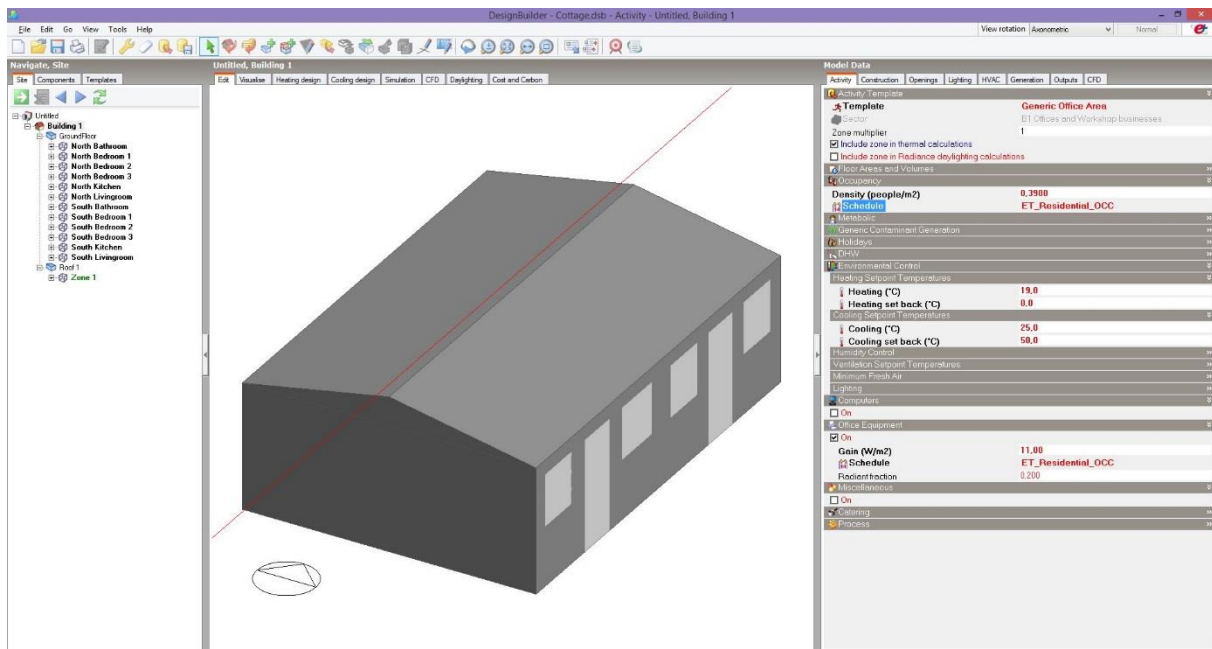 DesignBuilder - Cottage.dsb - Activity - Untitled, Building 1
File Edit Go View Tools Help
View rotation Axonometric Normal
Navigate, Site
Site Components Templates
Untitled
Building 1
GroundFloor
North Bathroom
North Bedroom 1
North Bedroom 2
North Bedroom 3
North Kitchen
North Livingroom
South Bathroom
South Bedroom 1
South Bedroom 2
South Bedroom 3
South Kitchen
South Livingroom
Roof 1
Zone 1
Untitled, Building 1
Edit Visualise Heating design Cooling design Simulation CFD Daylighting Cost and Carbon
Model Data
Activity Construction Openings Lighting HVAC Generation Outputs CFD
Activity Template
Template Generic Office Area
Sector B1 Offices and Workshop businesses
Zone multiplier 1
Include zone in thermal calculations
Include zone in Radiance daylighting calculations
Floor Areas and Volumes
Occupancy
Density (people/m2) 0,3900
Schedule ET_Residential_OCC
Metabolic
Generic Contaminant Generation
Holidays
DHW
Environmental Control
Heating Setpoint Temperatures
Heating (°C) 19,0
Heating set back (°C) 0,0
Cooling Setpoint Temperatures
Cooling (°C) 25,0
Cooling set back (°C) 50,0
Humidity Control
Ventilation Setpoint Temperatures
Minimum Fresh Air
Lighting
Computers
On
Office Equipment
On
Gain (W/m2) 11,00
Schedule ET_Residential_OCC
Radiant fraction 0.200
Miscellaneous
On
Catering
Process